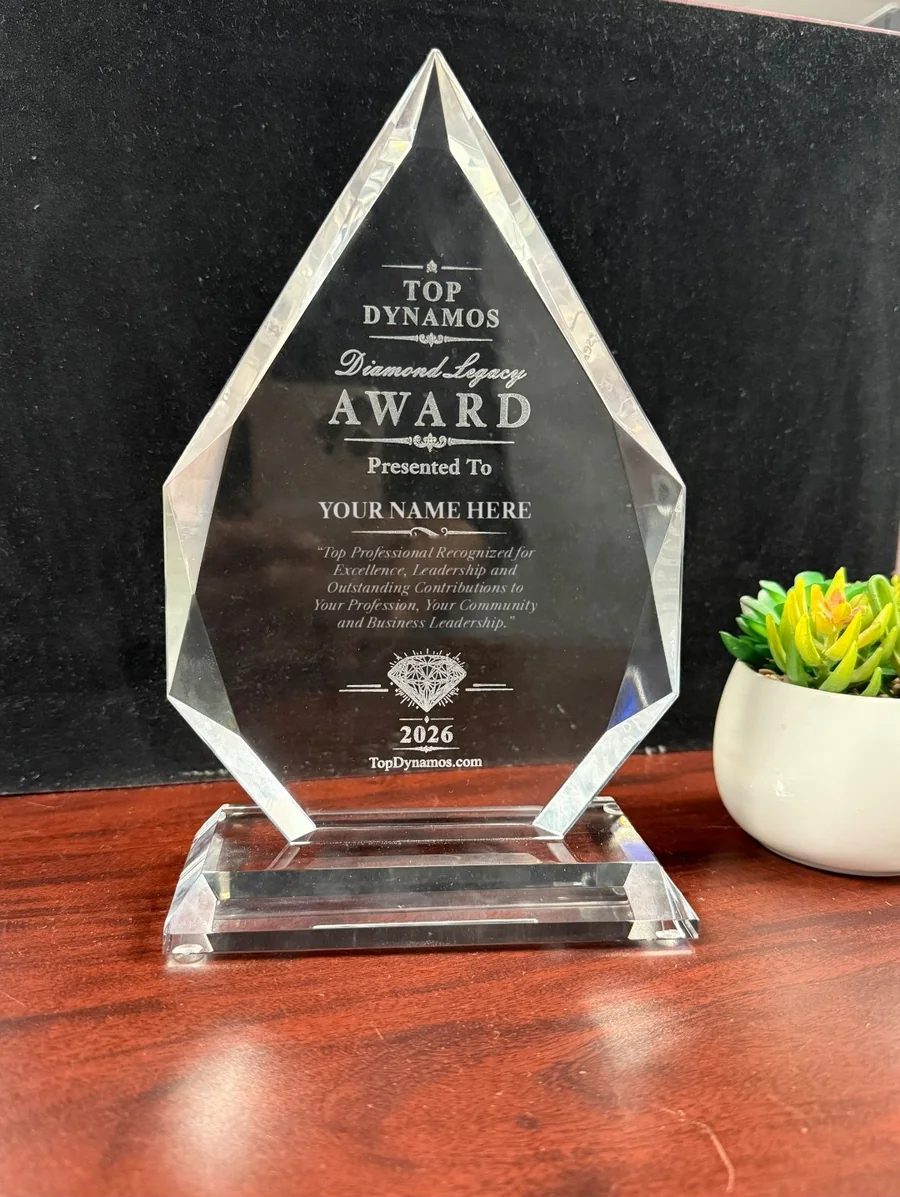 TOP
DYNAMOS
Diamond Legacy
AWARD
Presented To
YOUR NAME HERE
“Top Professional Recognized for
Excellence, Leadership and
Outstanding Contributions to
Your Profession, Your Community
and Business Leadership.”
2026
TopDynamos.com